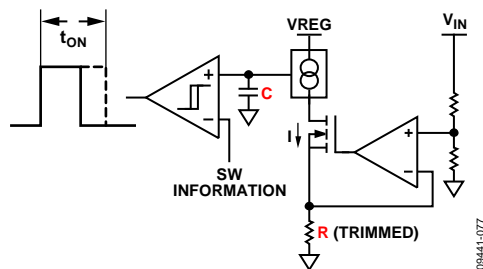 tON
VREG
VIN
+
C
I
+
−
SW
INFORMATION
−
R (TRIMMED)
09441-077